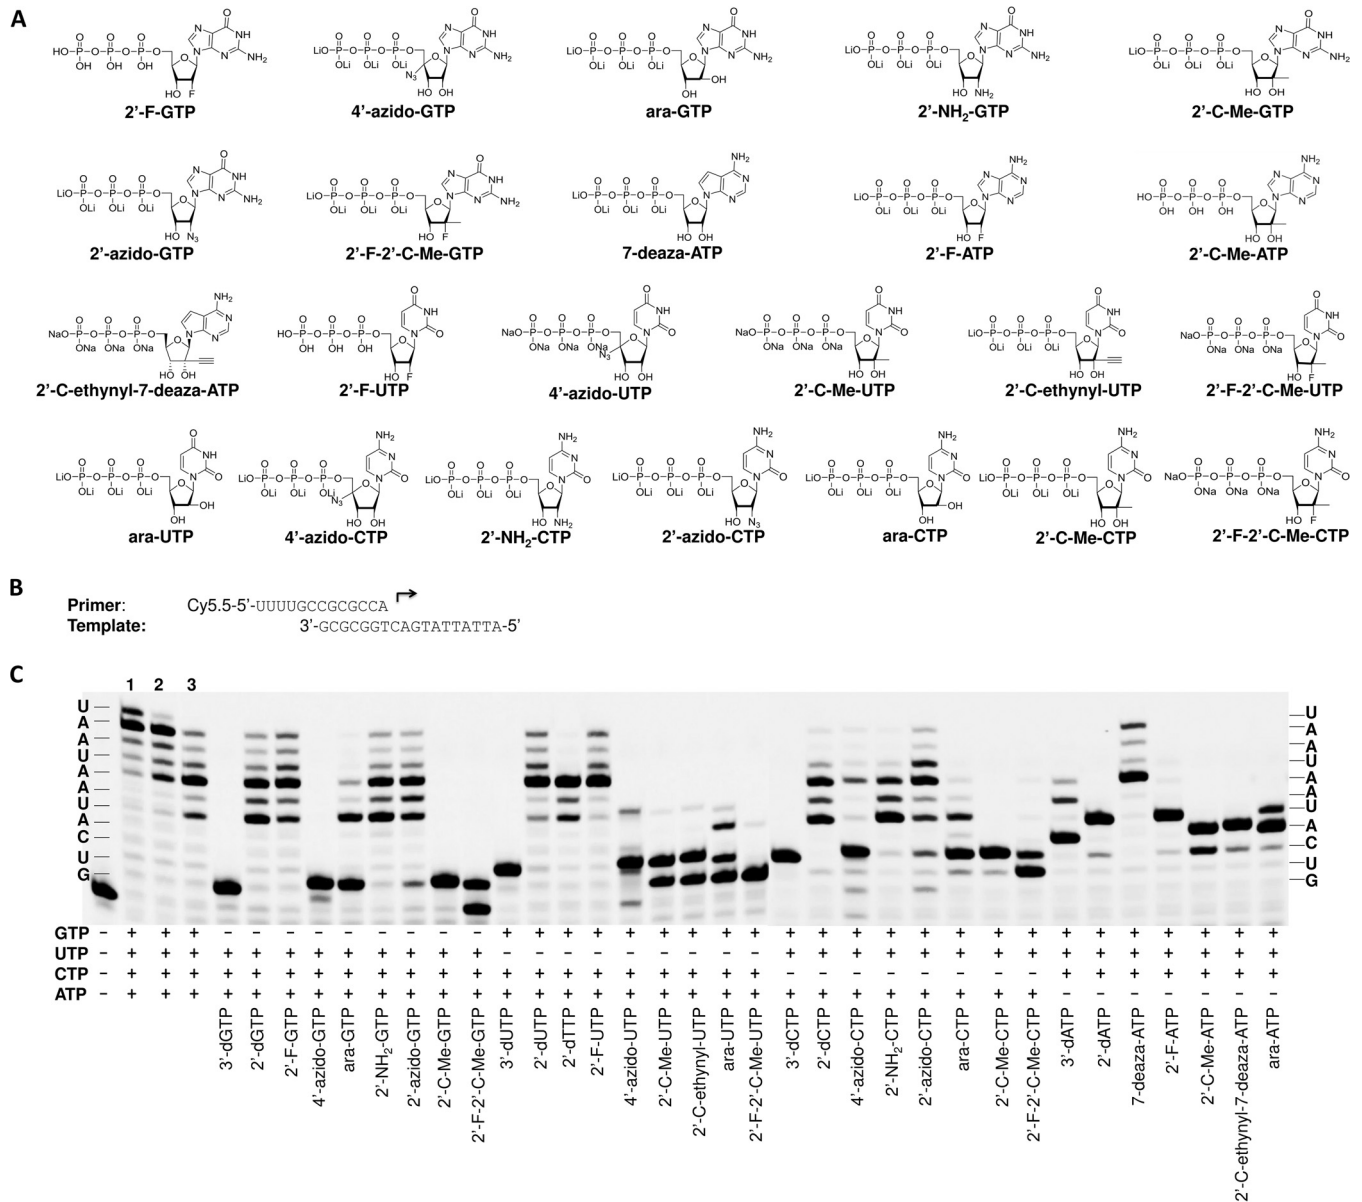 A
2’-F-GTP
4’-azido-GTP
ara-GTP
2’-NH2-GTP
2’-C-Me-GTP
2’-azido-GTP
2’-F-2’-C-Me-GTP
7-deaza-ATP
2’-F-ATP
2’-C-Me-ATP
2’-C-ethynyl-7-deaza-ATP
2’-F-UTP
4’-azido-UTP
2’-C-Me-UTP
2’-C-ethynyl-UTP
2’-F-2’-C-Me-UTP
ara-UTP
4’-azido-CTP
2’-NH2-CTP
2’-azido-CTP
ara-CTP
2’-C-Me-CTP
2’-F-2’-C-Me-CTP
B
Primer: Cy5.5-5’-UUUUGCCGCGCCA
Template: 3’-GCGCGGTCAGTATTATTA-5’
C
1 2 3
U U
A A
A A
U U
A A
A A
U U
A A
C C
U U
G G
GTP – + + + – – – – – – – – – + + + + + + + + + + + + + + + + + + + + + + + +
UTP – + + + + + + + + + + + + – – – – – – – – – + + + + + + + + + + + + + + +
CTP – + + + + + + + + + + + + + + + + + + + + + – – – – – – – – + + + + + + +
ATP – + + + + + + + + + + + + + + + + + + + + + + + + + + + + + – – – – – – –
3’-dGTP
2’-dGTP
2’-F-GTP
4’-azido-GTP
ara-GTP
2’-NH2-GTP
2’-azido-GTP
2’-C-Me-GTP
2’-F-2’-C-Me-GTP
3’-dUTP
2’-dUTP
2’-dTTP
2’-F-UTP
4’-azido-UTP
2’-C-Me-UTP
2’-C-ethynyl-UTP
ara-UTP
2’-F-2’-C-Me-UTP
3’-dCTP
2’-dCTP
4’-azido-CTP
2’-NH2-CTP
2’-azido-CTP
ara-CTP
2’-C-Me-CTP
2’-F-2’-C-Me-CTP
3’-dATP
2’-dATP
7-deaza-ATP
2’-F-ATP
2’-C-Me-ATP
2’-C-ethynyl-7-deaza-ATP
ara-ATP